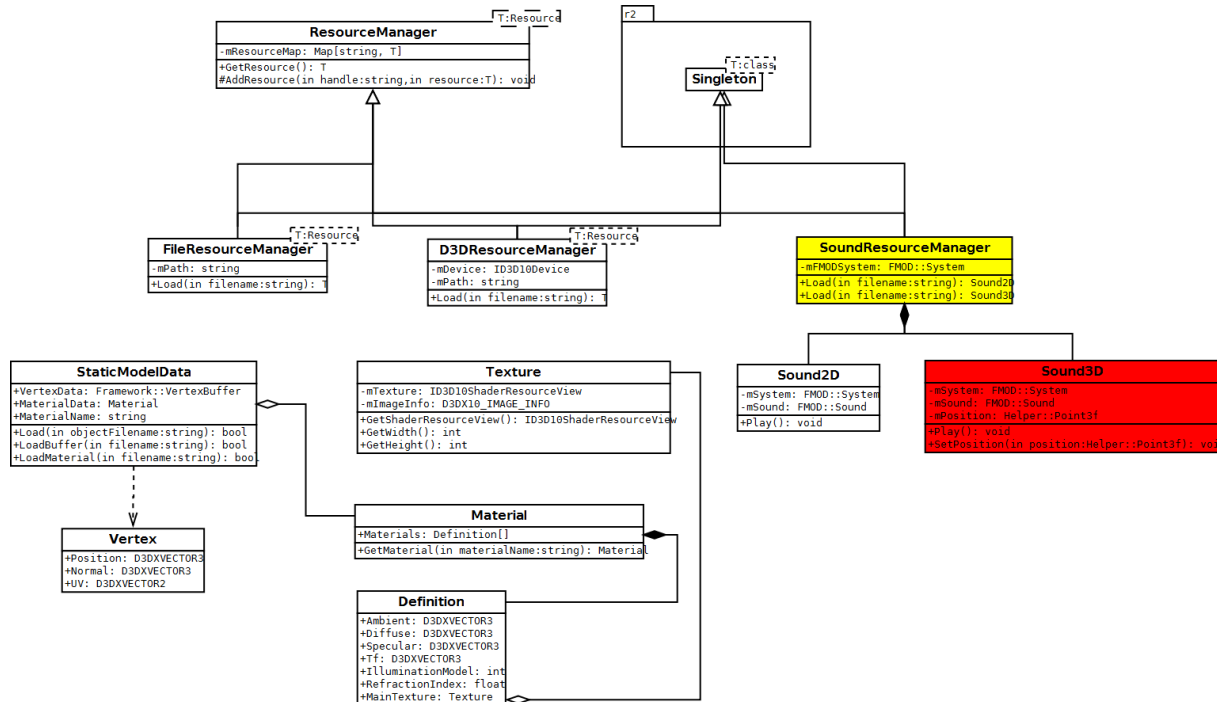 T:Resource
ResourceManager
-mResourceMap: Map[string, T]
+GetResource(): T
#AddResource(in handle:string,in resource:T): void
r2
T:class
Singleton
T:Resource
FileResourceManager
-mPath: string
+Load(in filename:string): T
T:Resource
D3DResourceManager
-mDevice: ID3D10Device
-mPath: string
+Load(in filename:string): T
SoundResourceManager
-mFMODSystem: FMOD::System
+Load(in filename:string): Sound2D
+Load(in filename:string): Sound3D
StaticModelData
+VertexData: Framework::VertexBuffer
+MaterialData: Material
+MaterialName: string
+Load(in objectFilename:string): bool
+LoadBuffer(in filename:string): bool
+LoadMaterial(in filename:string): bool
Texture
-mTexture: ID3D10ShaderResourceView
-mImageInfo: D3DX10_IMAGE_INFO
+GetShaderResourceView(): ID3D10ShaderResourceView
+GetWidth(): int
+GetHeight(): int
Sound2D
-mSystem: FMOD::System
-mSound: FMOD::Sound
+Play(): void
Sound3D
-mSystem: FMOD::System
-mSound: FMOD::Sound
-mPosition: Helper::Point3f
+Play(): void
+SetPosition(in position:Helper::Point3f): void
Vertex
+Position: D3DXVECTOR3
+Normal: D3DXVECTOR3
+UV: D3DXVECTOR2
Material
+Materials: Definition[]
+GetMaterial(in materialName:string): Material
Definition
+Ambient: D3DXVECTOR3
+Diffuse: D3DXVECTOR3
+Specular: D3DXVECTOR3
+Tf: D3DXVECTOR3
+IlluminationModel: int
+RefractionIndex: float
+MainTexture: Texture